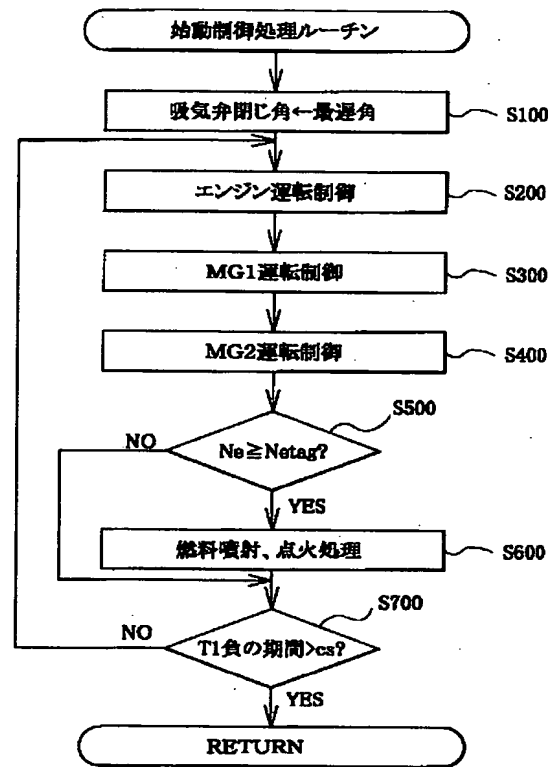 始動制御処理ルーチン
吸気弁閉じ角←最遅角
S100
エンジン運転制御
S200
MG1運転制御
S300
MG2運転制御
S400
S500
NO
Ne≧Netag?
YES
燃料噴射、点火処理
S600
S700
NO
T1負の期間>cs?
YES
RETURN